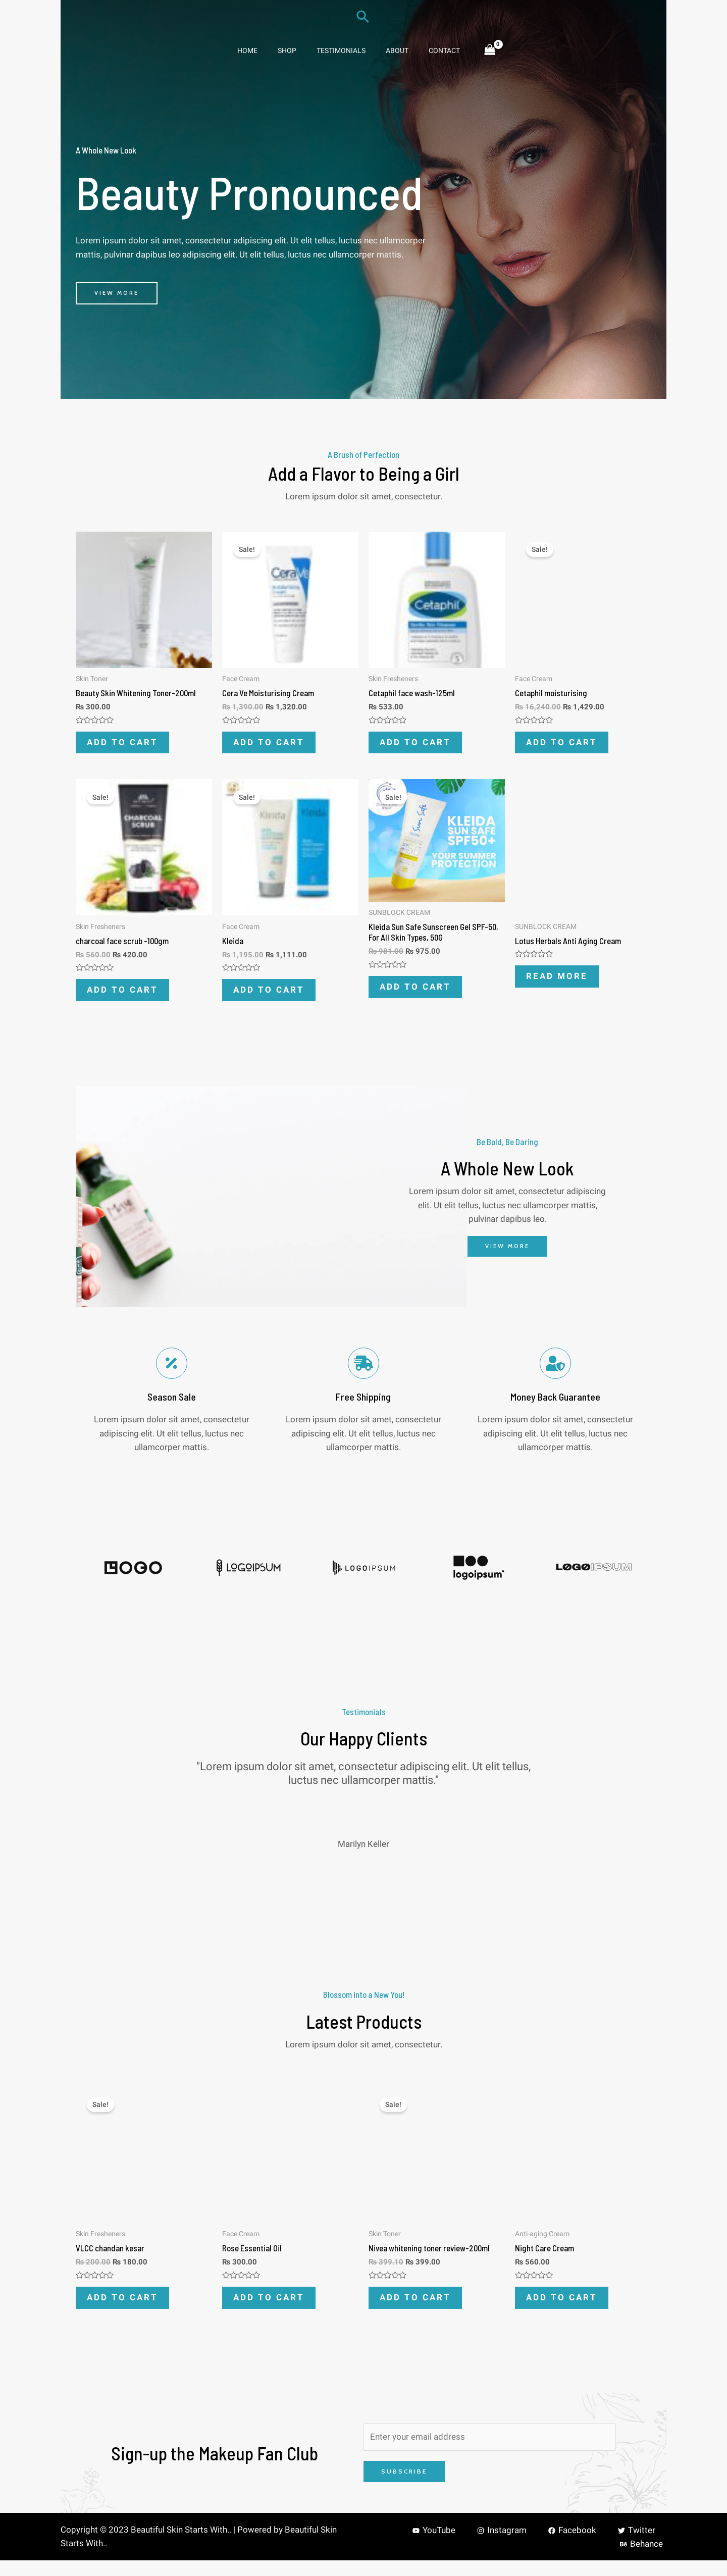 HOME SHOP TESTIMONIALS ABOUT CONTACT 0
A Whole New Look
Beauty Pronounced
Lorem ipsum dolor sit amet, consectetur adipiscing elit. Ut elit tellus, luctus nec ullamcorper
mattis, pulvinar dapibus leo adipiscing elit. Ut elit tellus, luctus nec ullamcorper mattis.
VIEW MORE
A Brush of Perfection
Add a Flavor to Being a Girl
Lorem ipsum dolor sit amet, consectetur.
Skin Toner
Beauty Skin Whitening Toner-200ml
₨ 300.00
ADD TO CART
Sale!
CeraVe
Face Cream
Cera Ve Moisturising Cream
₨ 1,390.00 ₨ 1,320.00
ADD TO CART
Cetaphil
Skin Fresheners
Cetaphil face wash-125ml
₨ 533.00
ADD TO CART
Sale!
Face Cream
Cetaphil moisturising
₨ 16,240.00 ₨ 1,429.00
ADD TO CART
Sale!
CHARCOAL
SCRUB
Skin Fresheners
charcoal face scrub -100gm
₨ 560.00 ₨ 420.00
ADD TO CART
Sale!
Kleida
Face Cream
Kleida
₨ 1,195.00 ₨ 1,111.00
ADD TO CART
Sale!
KLEIDA
SUN SAFE
SPF50+
YOUR SUMMER
PROTECTION
SUNBLOCK CREAM
Kleida Sun Safe Sunscreen Gel SPF-50,
For All Skin Types, 50G
₨ 981.00 ₨ 975.00
ADD TO CART
SUNBLOCK CREAM
Lotus Herbals Anti Aging Cream
READ MORE
Be Bold, Be Daring
A Whole New Look
Lorem ipsum dolor sit amet, consectetur adipiscing
elit. Ut elit tellus, luctus nec ullamcorper mattis,
pulvinar dapibus leo.
VIEW MORE
Season Sale
Lorem ipsum dolor sit amet, consectetur
adipiscing elit. Ut elit tellus, luctus nec
ullamcorper mattis.
Free Shipping
Lorem ipsum dolor sit amet, consectetur
adipiscing elit. Ut elit tellus, luctus nec
ullamcorper mattis.
Money Back Guarantee
Lorem ipsum dolor sit amet, consectetur
adipiscing elit. Ut elit tellus, luctus nec
ullamcorper mattis.
LOGO
LOGOIPSUM
LOGOIPSUM
logoipsum
LOGOIPSUM
Testimonials
Our Happy Clients
"Lorem ipsum dolor sit amet, consectetur adipiscing elit. Ut elit tellus,
luctus nec ullamcorper mattis."
Marilyn Keller
Blossom into a New You!
Latest Products
Lorem ipsum dolor sit amet, consectetur.
Sale!
Skin Fresheners
VLCC chandan kesar
₨ 200.00 ₨ 180.00
ADD TO CART
Face Cream
Rose Essential Oil
₨ 300.00
ADD TO CART
Sale!
Skin Toner
Nivea whitening toner review-200ml
₨ 399.10 ₨ 399.00
ADD TO CART
Anti-aging Cream
Night Care Cream
₨ 560.00
ADD TO CART
Sign-up the Makeup Fan Club
Enter your email address
SUBSCRIBE
Copyright © 2023 Beautiful Skin Starts With.. | Powered by Beautiful Skin
Starts With..
YouTube Instagram Facebook Twitter
Behance